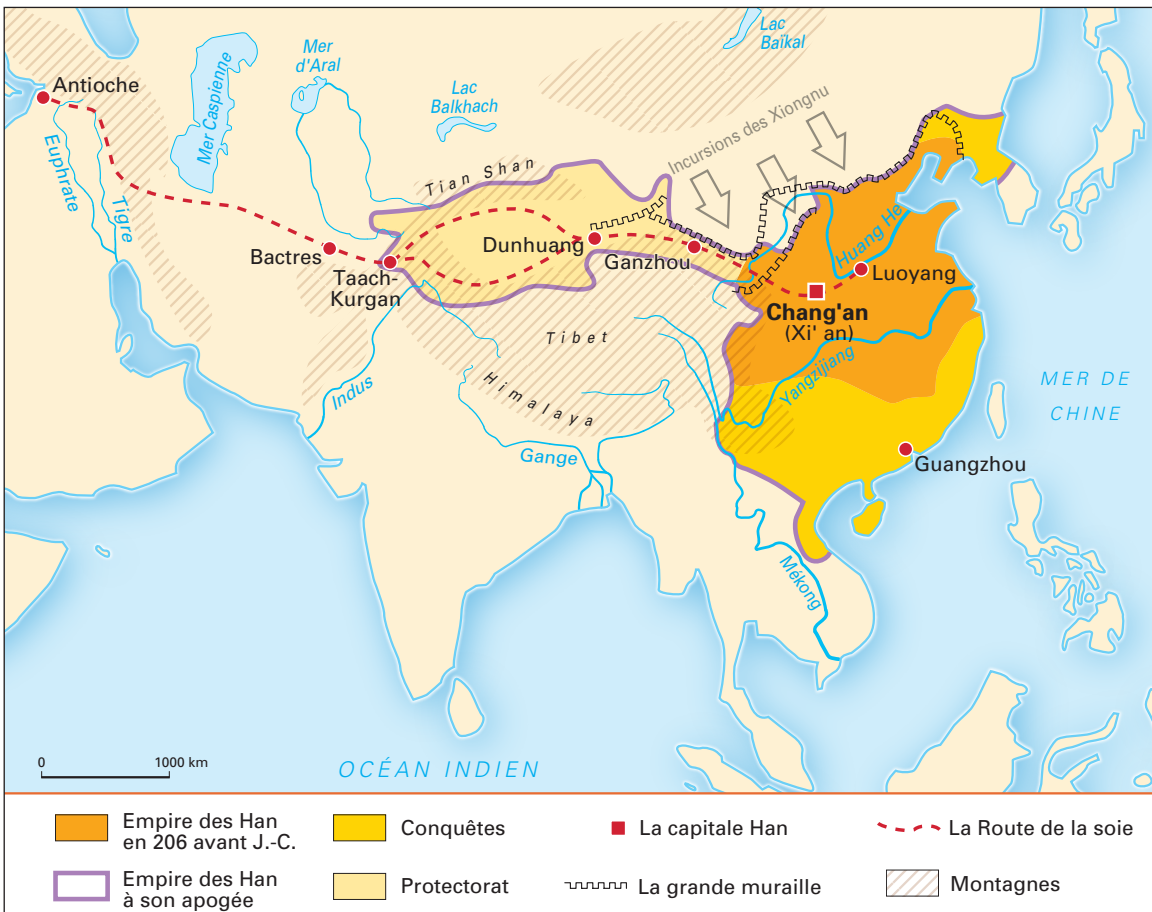 Lac
Baïkal
Mer
d'Aral
Antioche
Mer Caspienne
Lac
Balkhach
Incursions des Xiongnu
Euphrate
Tigre
Tian Shan
Bactres
Taach-
Kurgan
Dunhuang
Ganzhou
Huang He
Luoyang
Chang'an
(Xi' an)
Tibet
Himalaya
Indus
Gange
Yangzijiang
MER DE
CHINE
Guangzhou
Mékong
0 1000 km
OCÉAN INDIEN
Empire des Han
en 206 avant J.-C.
Conquêtes
La capitale Han
La Route de la soie
Empire des Han
à son apogée
Protectorat
La grande muraille
Montagnes